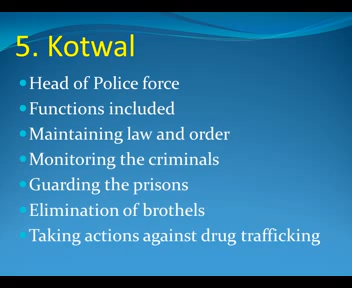 5. Kotwal
Head of Police force
Functions included
Maintaining law and order
Monitoring the criminals
Guarding the prisons
Elimination of brothels
Taking actions against drug trafficking